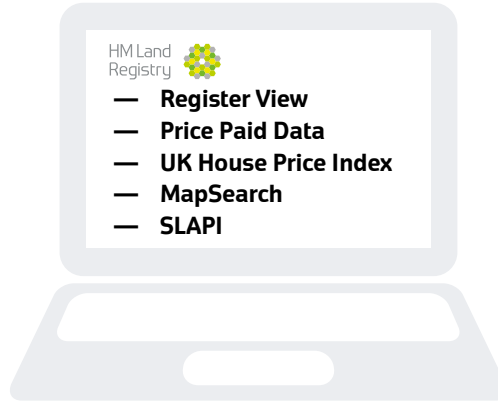 HM Land
Registry
— Register View
— Price Paid Data
— UK House Price Index
— MapSearch
— SLAPI